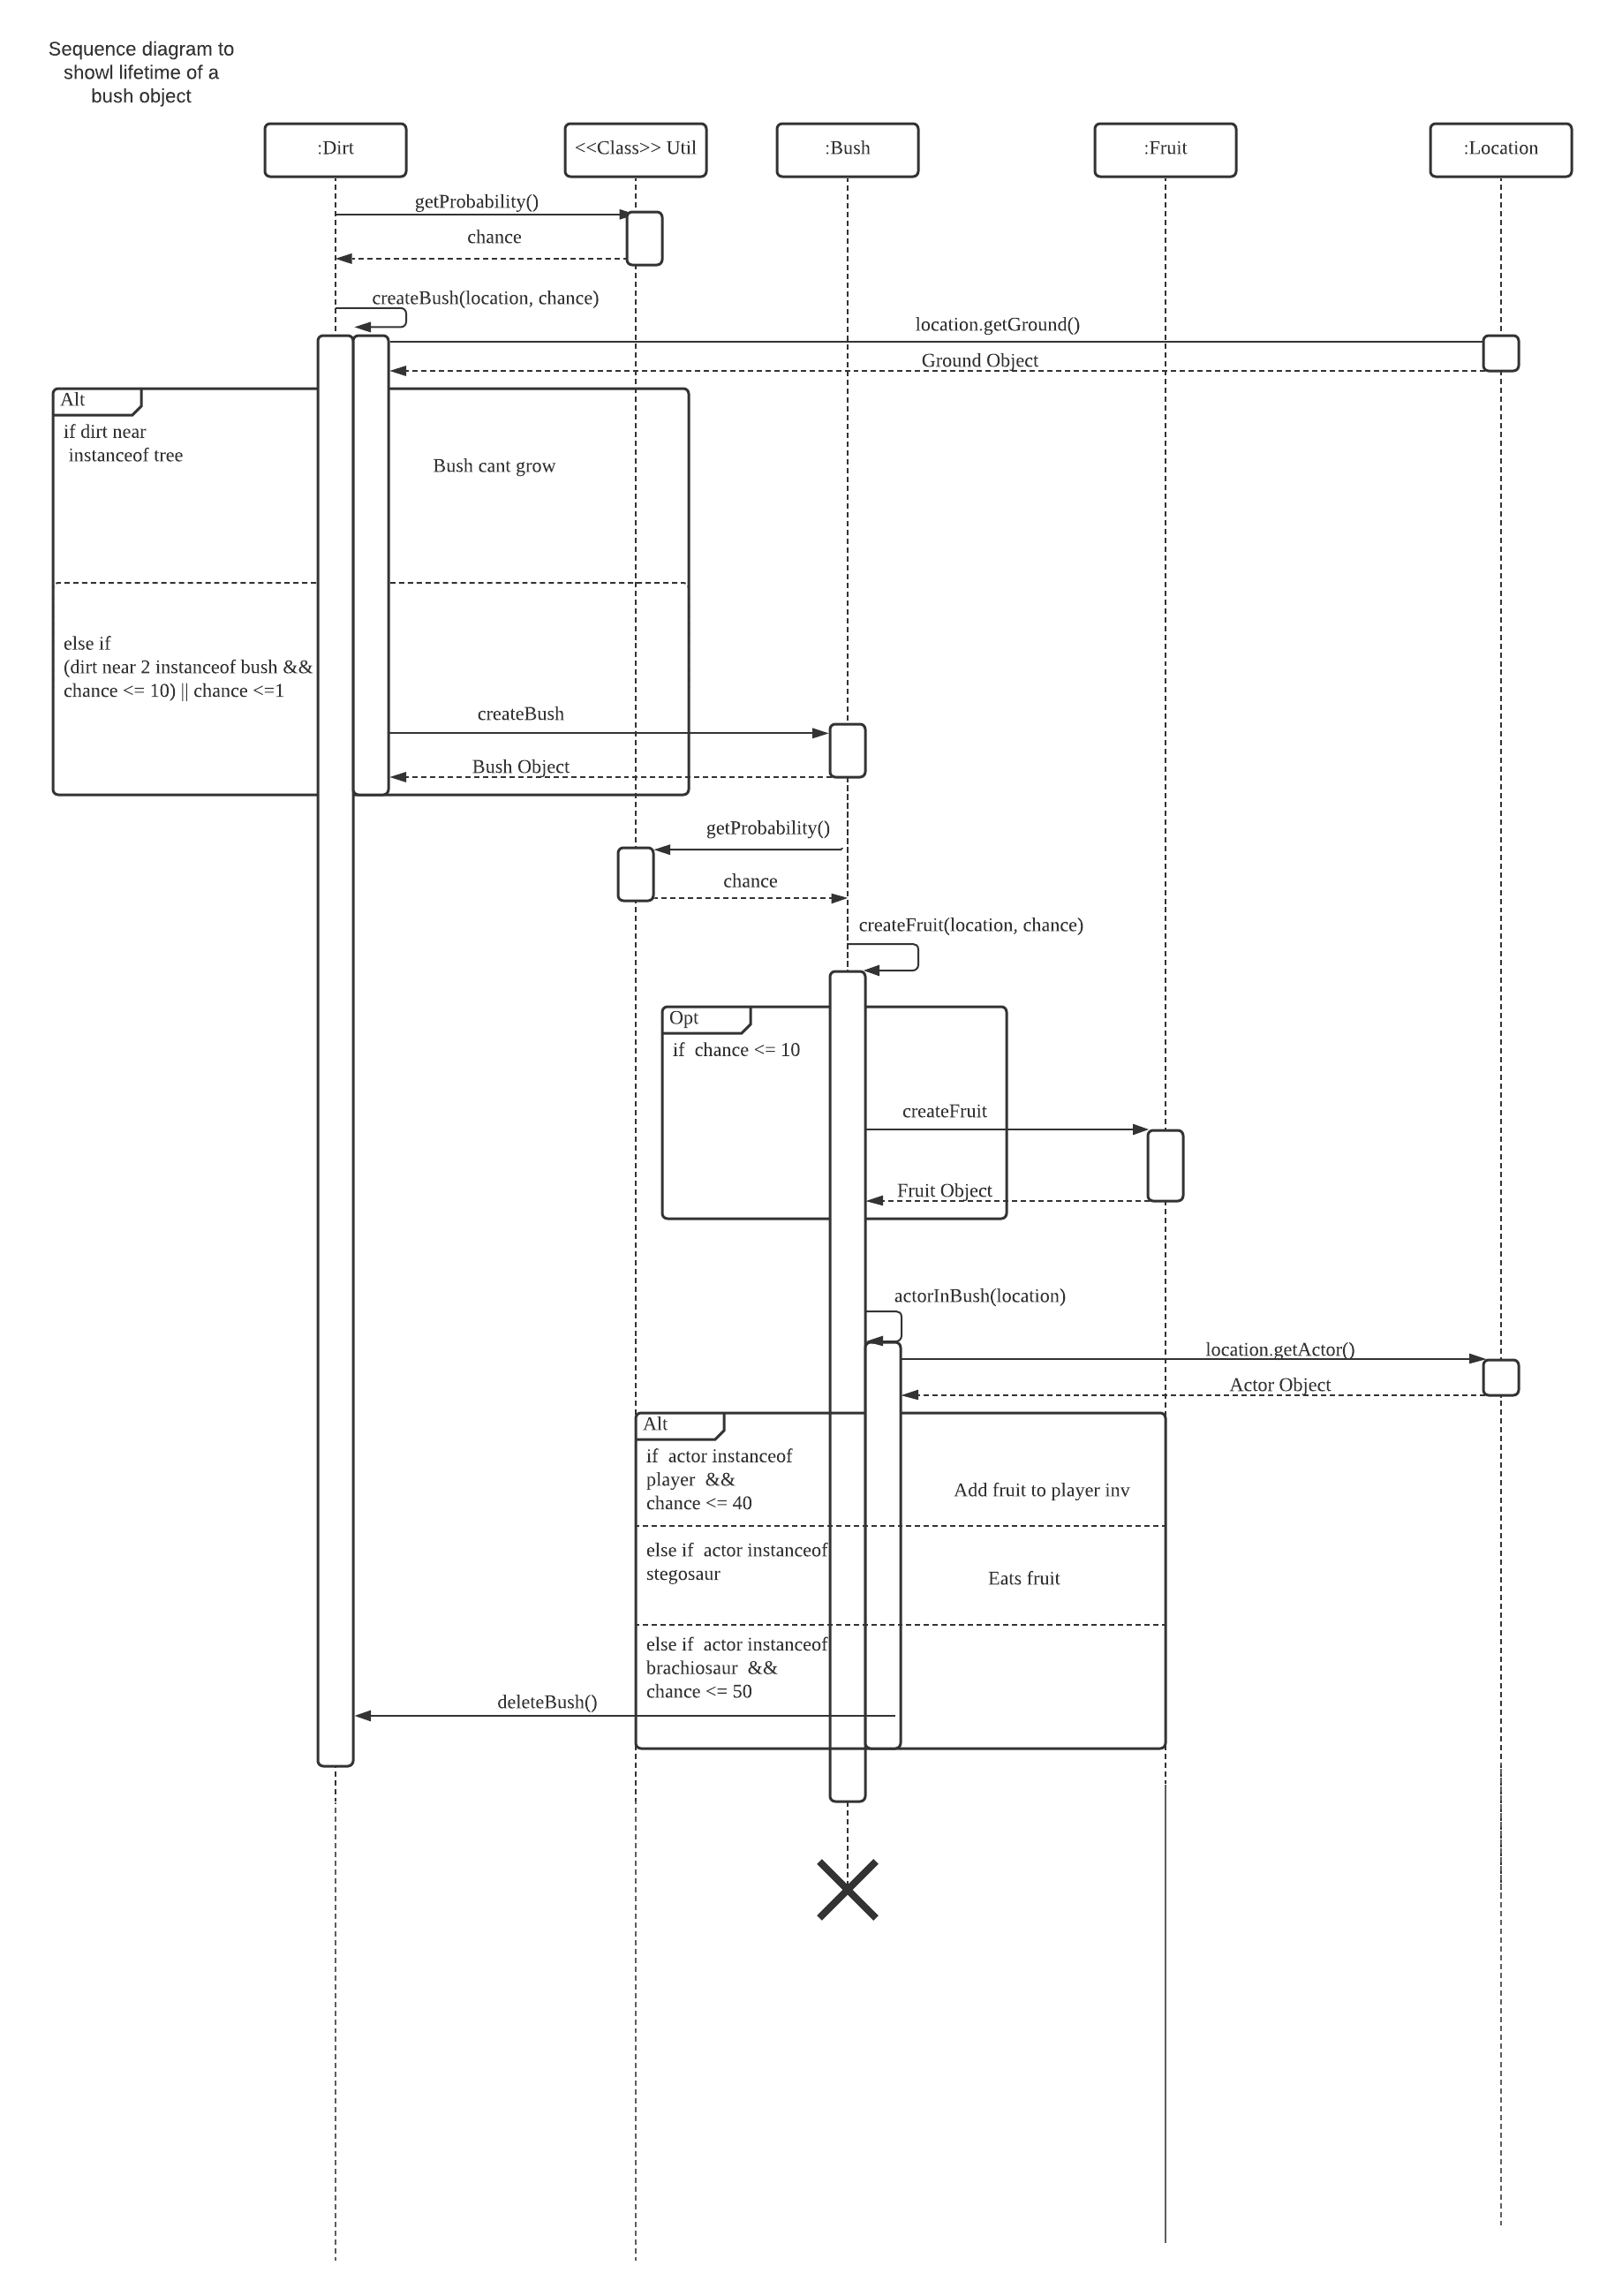 Sequence diagram to
showl lifetime of a
bush object
:Dirt
<<Class>> Util
:Bush
:Fruit
:Location
getProbability()
chance
createBush(location, chance)
location.getGround()
Ground Object
Alt
if dirt near
instanceof tree
Bush cant grow
else if
(dirt near 2 instanceof bush &&
chance <= 10) || chance <=1
createBush
Bush Object
getProbability()
chance
createFruit(location, chance)
Opt
if  chance <= 10
createFruit
Fruit Object
actorInBush(location)
location.getActor()
Actor Object
Alt
if  actor instanceof
player  &&
chance <= 40
Add fruit to player inv
else if  actor instanceof
stegosaur
Eats fruit
else if  actor instanceof
brachiosaur  &&
chance <= 50
deleteBush()